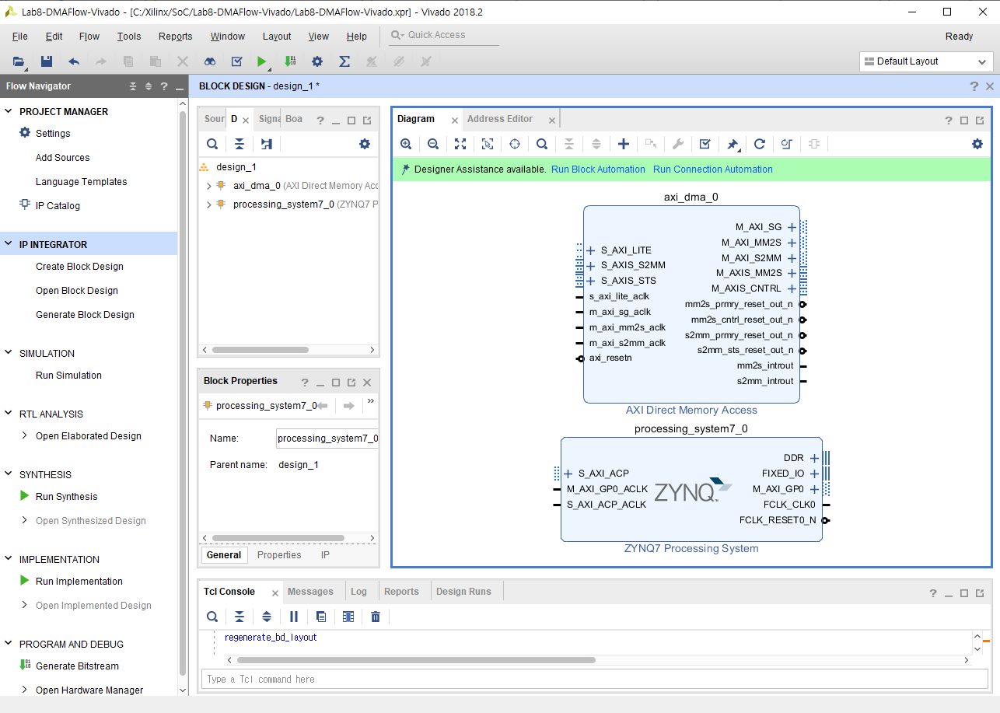 Lab8-DMAFlow-Vivado - [C:/Xilinx/SoC/Lab8-DMAFlow-Vivado/Lab8-DMAFlow-Vivado.xpr] - Vivado 2018.2
File Edit Flow Tools Reports Window Layout View Help Quick Access Ready
Default Layout
Flow Navigator
PROJECT MANAGER
Settings
Add Sources
Language Templates
IP Catalog
IP INTEGRATOR
Create Block Design
Open Block Design
Generate Block Design
SIMULATION
Run Simulation
RTL ANALYSIS
Open Elaborated Design
SYNTHESIS
Run Synthesis
Open Synthesized Design
IMPLEMENTATION
Run Implementation
Open Implemented Design
PROGRAM AND DEBUG
Generate Bitstream
Open Hardware Manager
BLOCK DESIGN - design_1 *
Sour D Signa Boa
design_1
axi_dma_0 (AXI Direct Memory Acc
processing_system7_0 (ZYNQ7 P
Block Properties
processing_system7_0
Name: processing_system7_0
Parent name: design_1
General Properties IP
Diagram Address Editor
Designer Assistance available. Run Block Automation Run Connection Automation
axi_dma_0
S_AXI_LITE
S_AXIS_S2MM
S_AXIS_STS
s_axi_lite_aclk
m_axi_sg_aclk
m_axi_mm2s_aclk
m_axi_s2mm_aclk
axi_resetn
M_AXI_SG
M_AXI_MM2S
M_AXI_S2MM
M_AXIS_MM2S
M_AXIS_CNTRL
mm2s_prmry_reset_out_n
mm2s_cntrl_reset_out_n
s2mm_prmry_reset_out_n
s2mm_sts_reset_out_n
mm2s_introut
s2mm_introut
AXI Direct Memory Access
processing_system7_0
S_AXI_ACP
M_AXI_GP0_ACLK
S_AXI_ACP_ACLK
ZYNQ
DDR
FIXED_IO
M_AXI_GP0
FCLK_CLK0
FCLK_RESET0_N
ZYNQ7 Processing System
Tcl Console Messages Log Reports Design Runs
regenerate_bd_layout
Type a Tcl command here